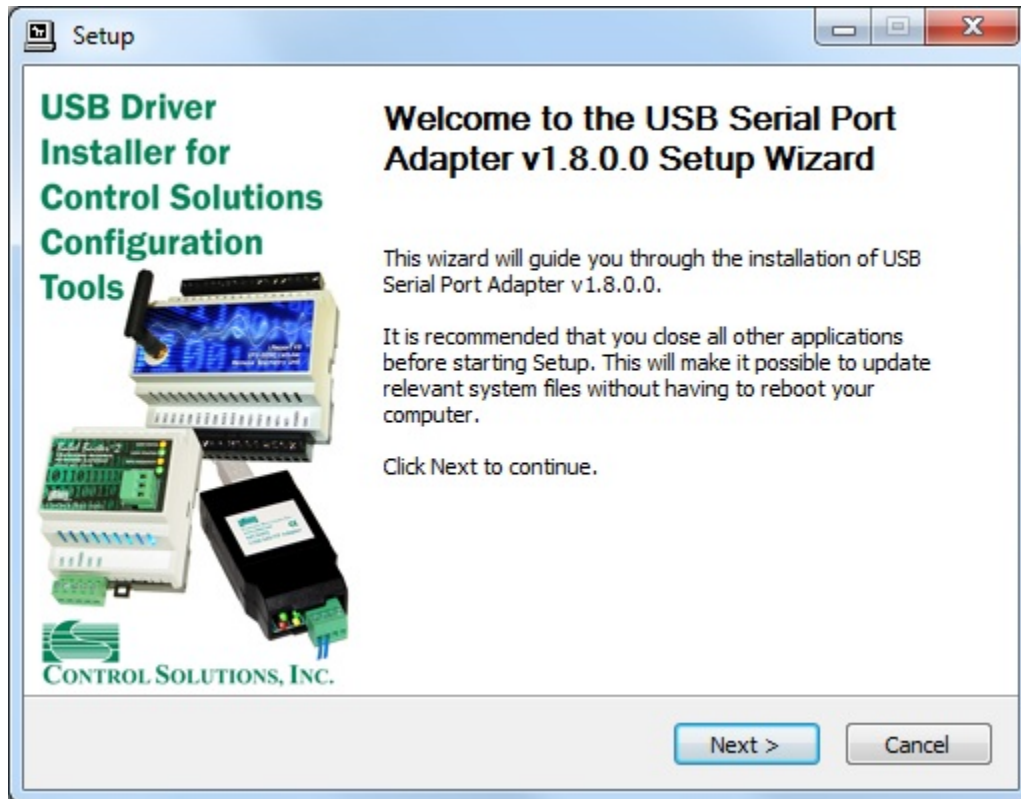 Setup
USB Driver
Installer for
Control Solutions
Configuration
Tools
Welcome to the USB Serial Port
Adapter v1.8.0.0 Setup Wizard
This wizard will guide you through the installation of USB
Serial Port Adapter v1.8.0.0.
It is recommended that you close all other applications
before starting Setup. This will make it possible to update
relevant system files without having to reboot your
computer.
Click Next to continue.
CONTROL SOLUTIONS, INC.
Next >
Cancel